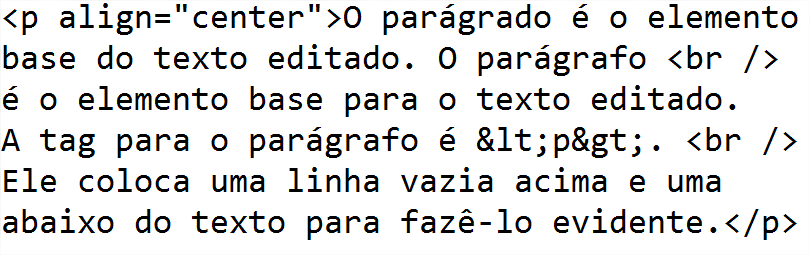 <p align="center">O parágrado é o elemento
base do texto editado. O parágrafo <br />
é o elemento base para o texto editado.
A tag para o parágrafo é &lt;p&gt;. <br />
Ele coloca uma linha vazia acima e uma
abaixo do texto para fazê-lo evidente.</p>